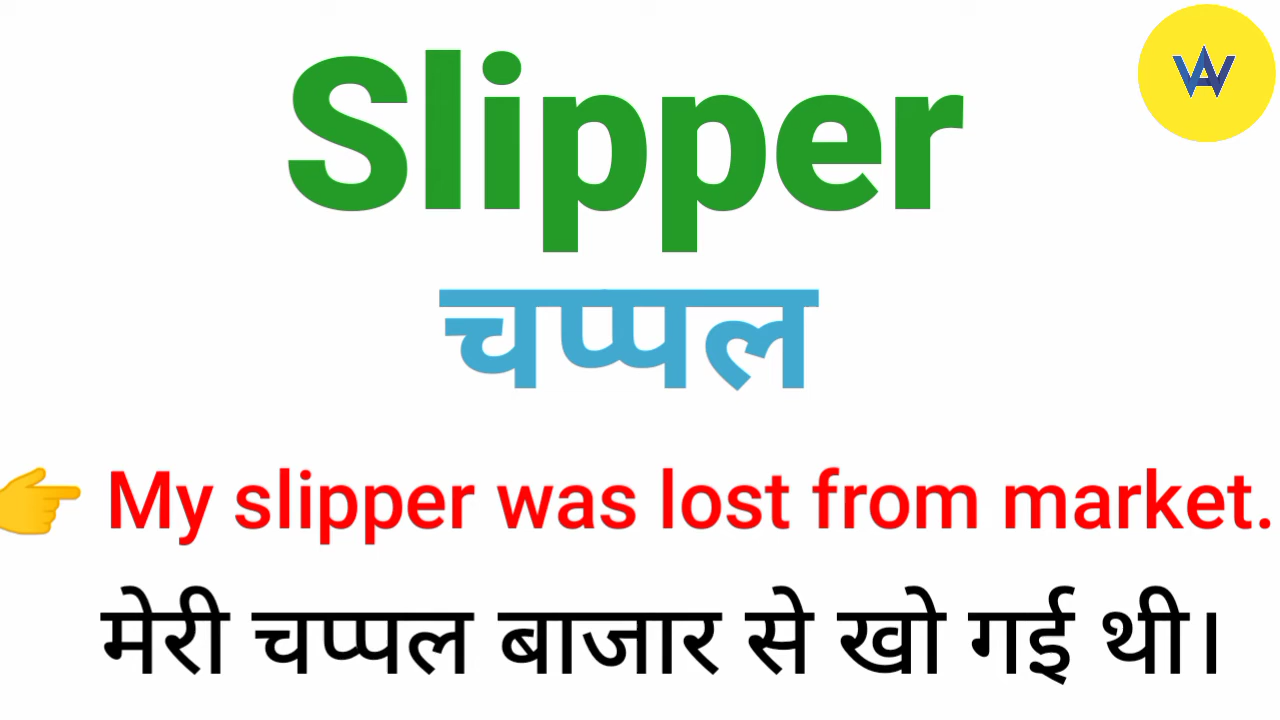 Slipper
चप्पल
👉 My slipper was lost from market.
मेरी चप्पल बाजार से खो गई थी।